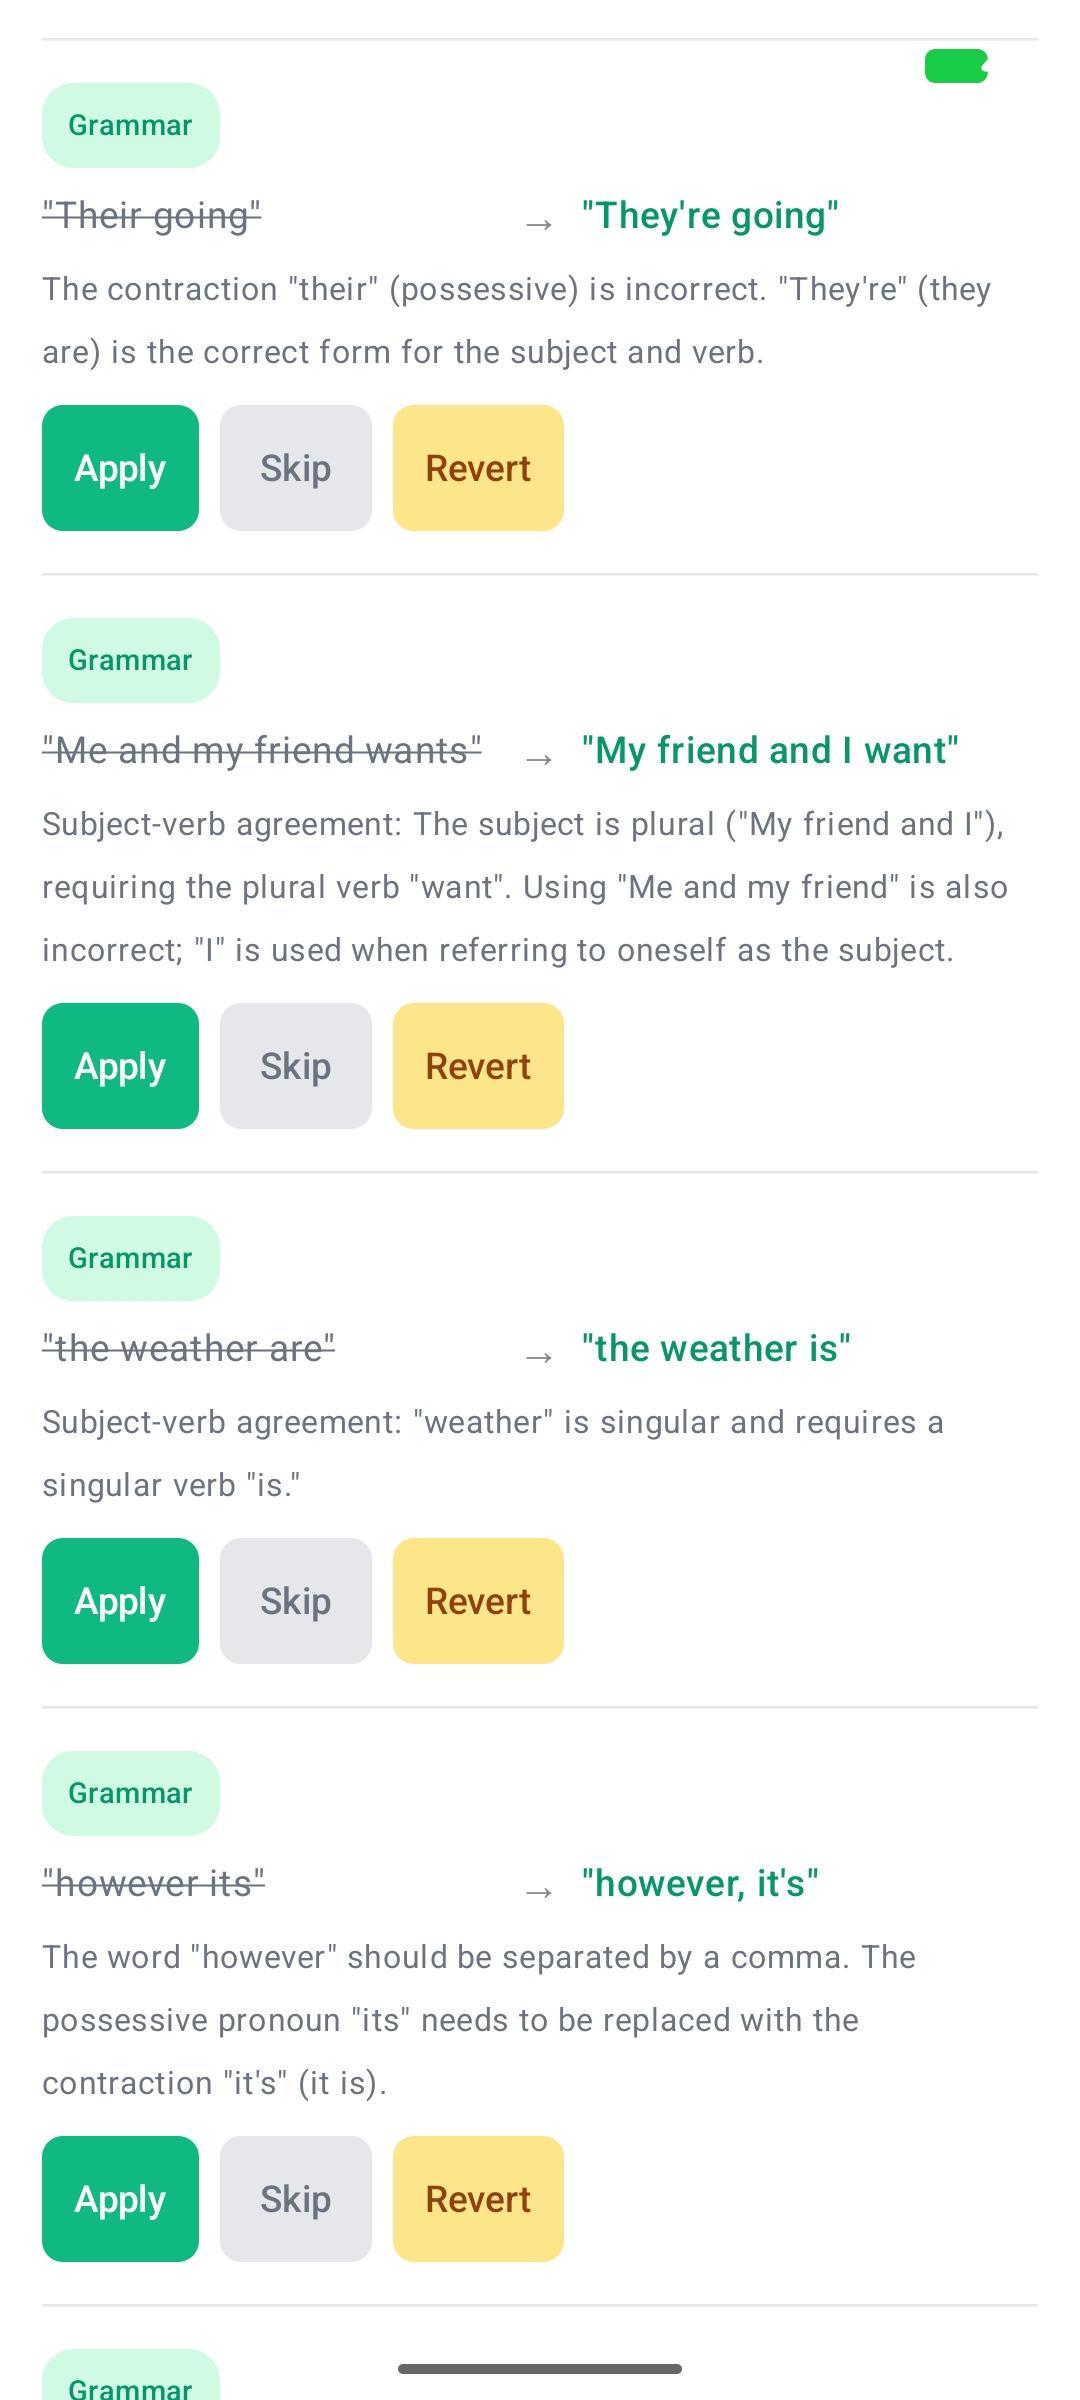 Grammar
"Their going" → "They're going"
The contraction "their" (possessive) is incorrect. "They're" (they
are) is the correct form for the subject and verb.
Apply Skip Revert
Grammar
"Me and my friend wants" → "My friend and I want"
Subject-verb agreement: The subject is plural ("My friend and I"),
requiring the plural verb "want". Using "Me and my friend" is also
incorrect; "I" is used when referring to oneself as the subject.
Apply Skip Revert
Grammar
"the weather are" → "the weather is"
Subject-verb agreement: "weather" is singular and requires a
singular verb "is."
Apply Skip Revert
Grammar
"however its" → "however, it's"
The word "however" should be separated by a comma. The
possessive pronoun "its" needs to be replaced with the
contraction "it's" (it is).
Apply Skip Revert
Grammar